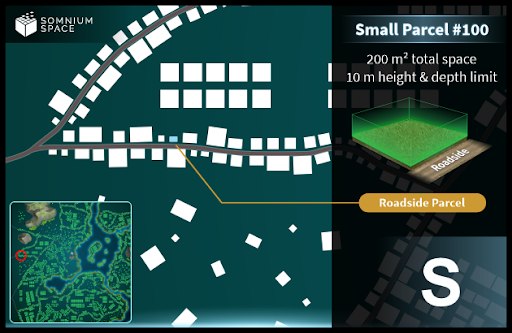 SOMNIUM
SPACE
Small Parcel #100
200 m² total space
10 m height & depth limit
Roadside
Roadside Parcel
S